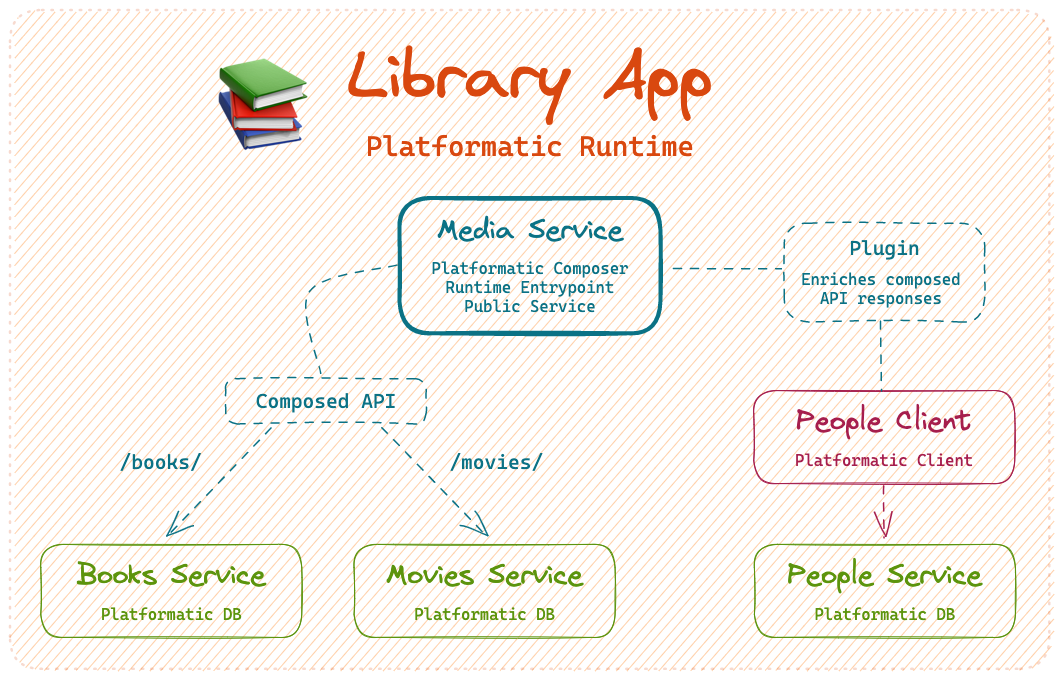 Library App
Platformatic Runtime
Media Service
Platformatic Composer
Runtime Entrypoint
Public Service
Plugin
Enriches composed
API responses
Composed API
People Client
Platformatic Client
/books/
/movies/
Books Service
Platformatic DB
Movies Service
Platformatic DB
People Service
Platformatic DB